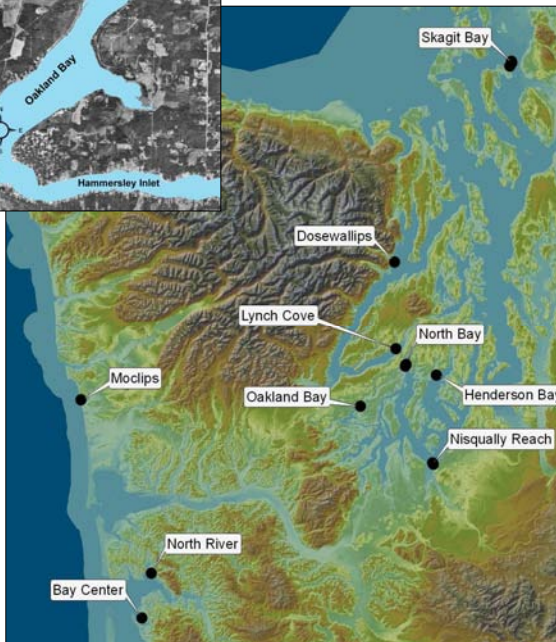 Oakland Bay
N
E
S
Hammersley Inlet
Skagit Bay
Dosewallips
Lynch Cove
North Bay
Moclips
Oakland Bay
Henderson Bay
Nisqually Reach
North River
Bay Center